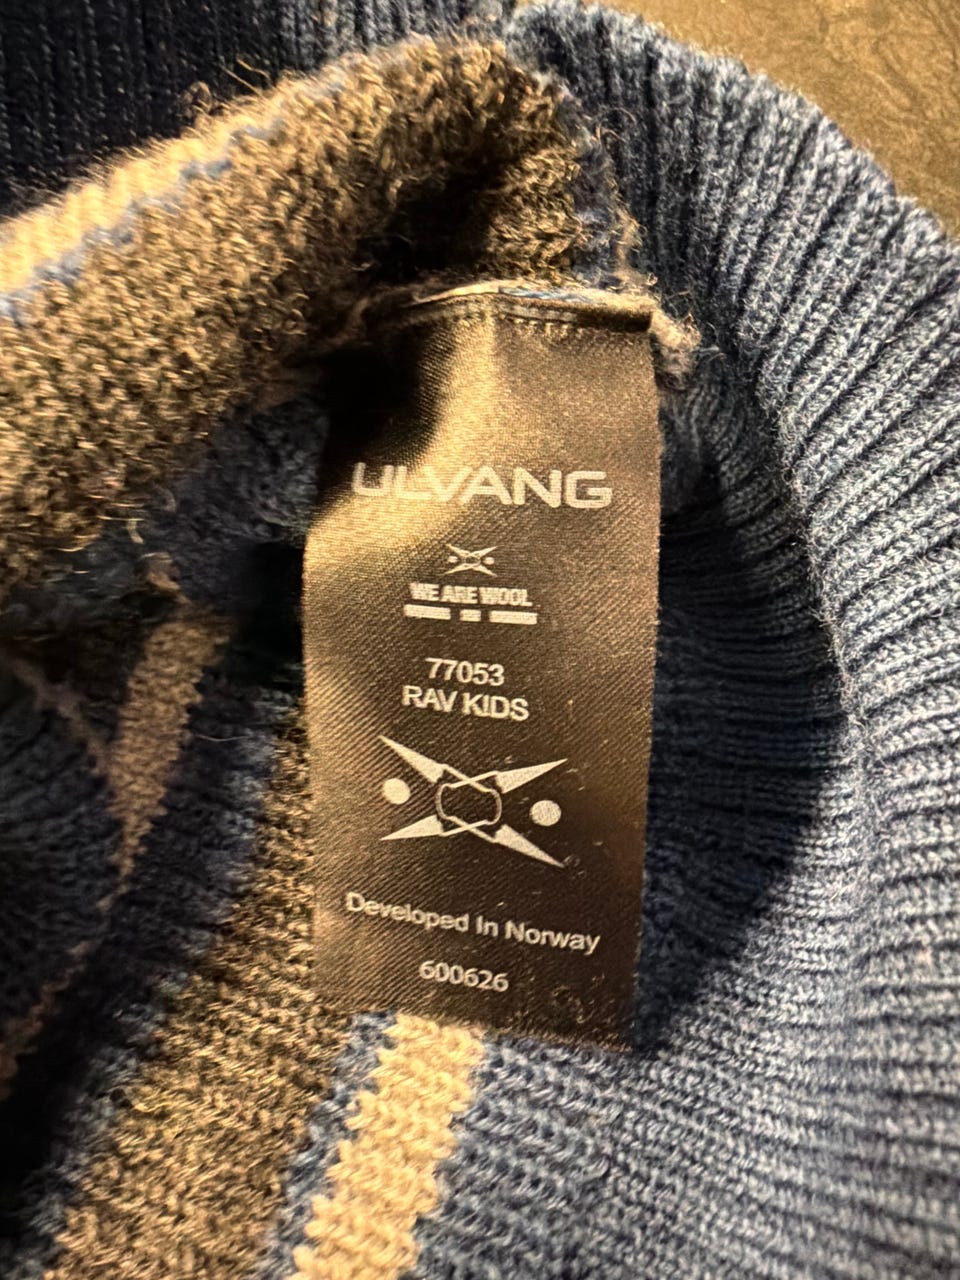 ULVANG
WE ARE WOOL
77053
RAV KIDS
Developed In Norway
600626